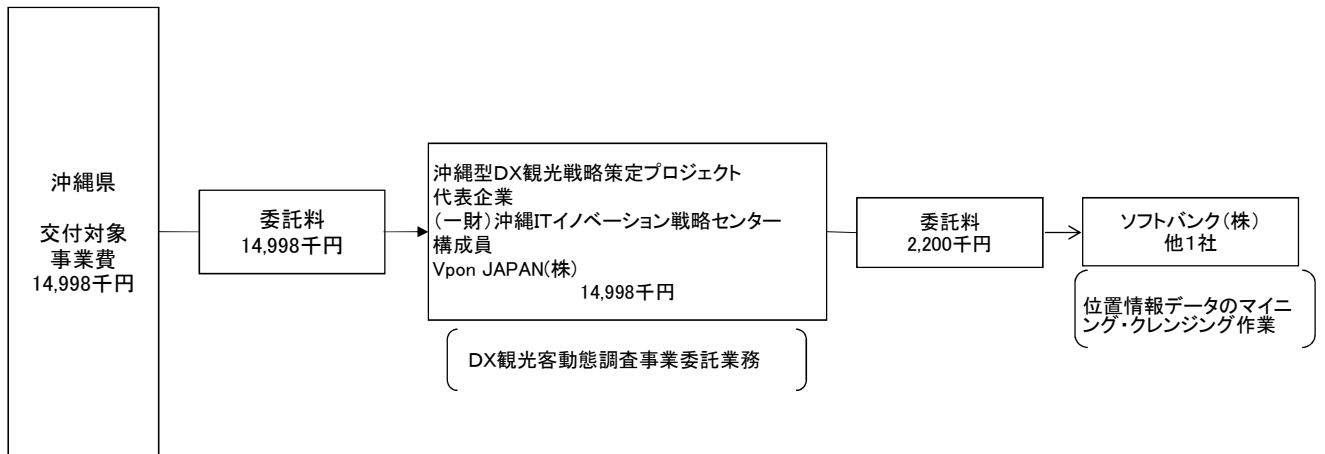 沖縄県
交付対象
事業費
14,998千円
委託料
14,998千円
沖縄型DX観光戦略策定プロジェクト
代表企業
(一財)沖縄ITイノベーション戦略センター
構成員
Vpon JAPAN(株)
14,998千円
DX観光客動態調査事業委託業務
委託料
2,200千円
ソフトバンク(株)
他1社
位置情報データのマイニ
ング・クレンジング作業